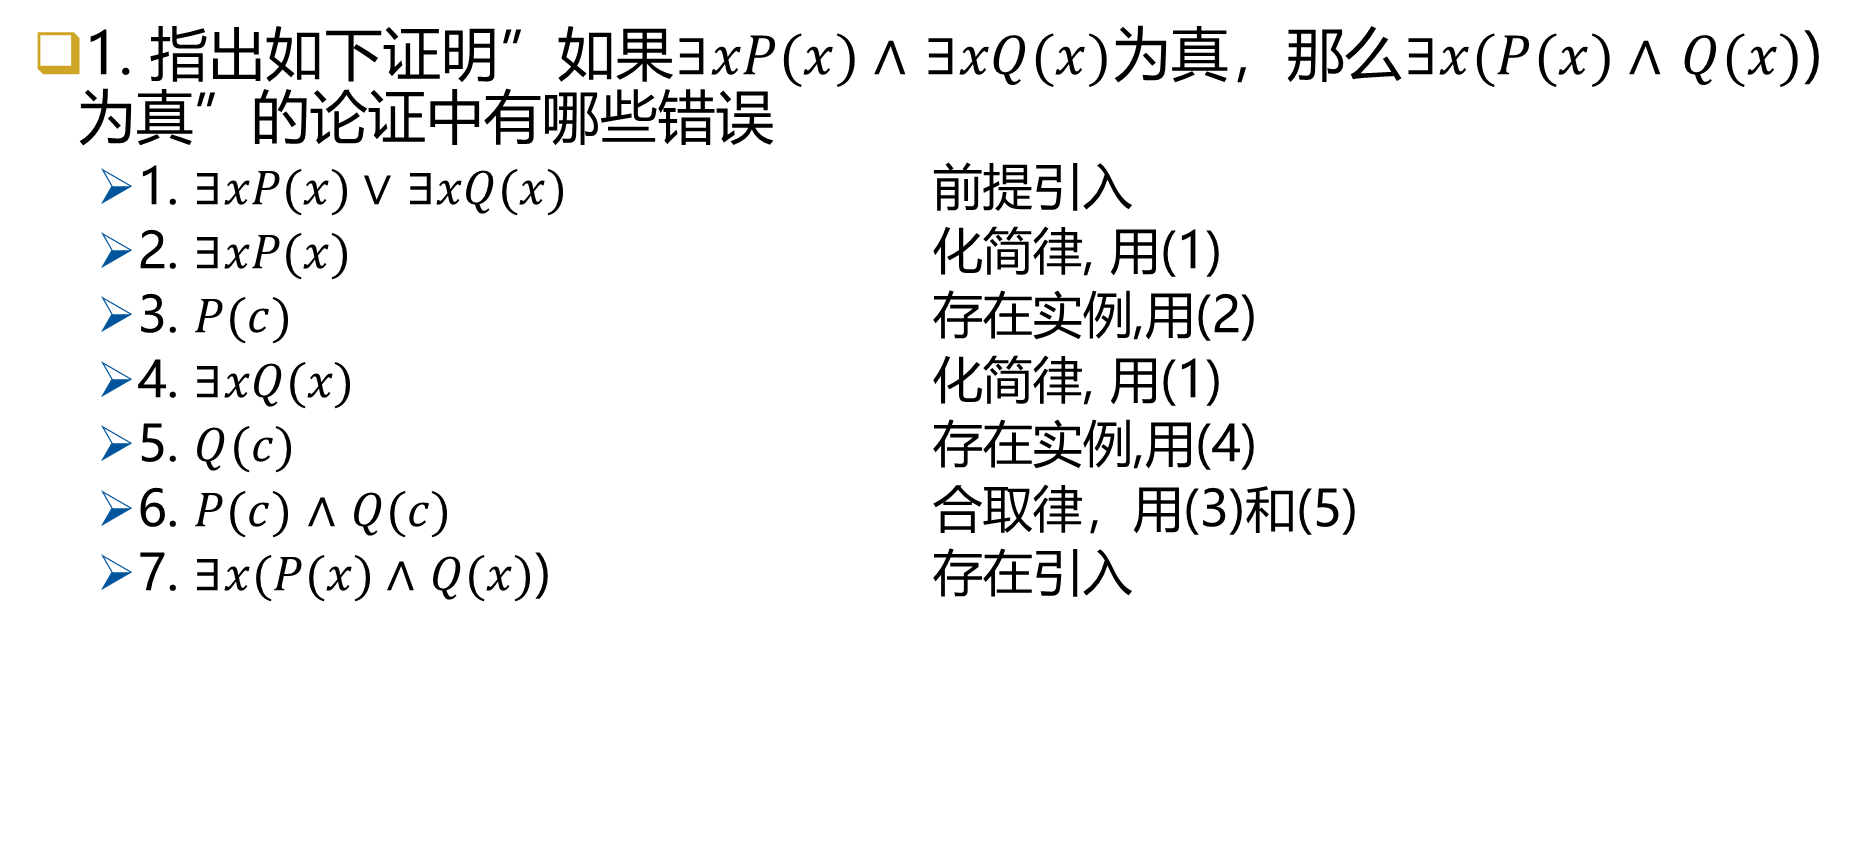 1. 指出如下证明”如果∃xP(x) ∧ ∃xQ(x)为真，那么∃x(P(x) ∧ Q(x))
为真”的论证中有哪些错误
1. ∃xP(x) ∨ ∃xQ(x) 前提引入
2. ∃xP(x) 化简律, 用(1)
3. P(c) 存在实例,用(2)
4. ∃xQ(x) 化简律, 用(1)
5. Q(c) 存在实例,用(4)
6. P(c) ∧ Q(c) 合取律，用(3)和(5)
7. ∃x(P(x) ∧ Q(x)) 存在引入